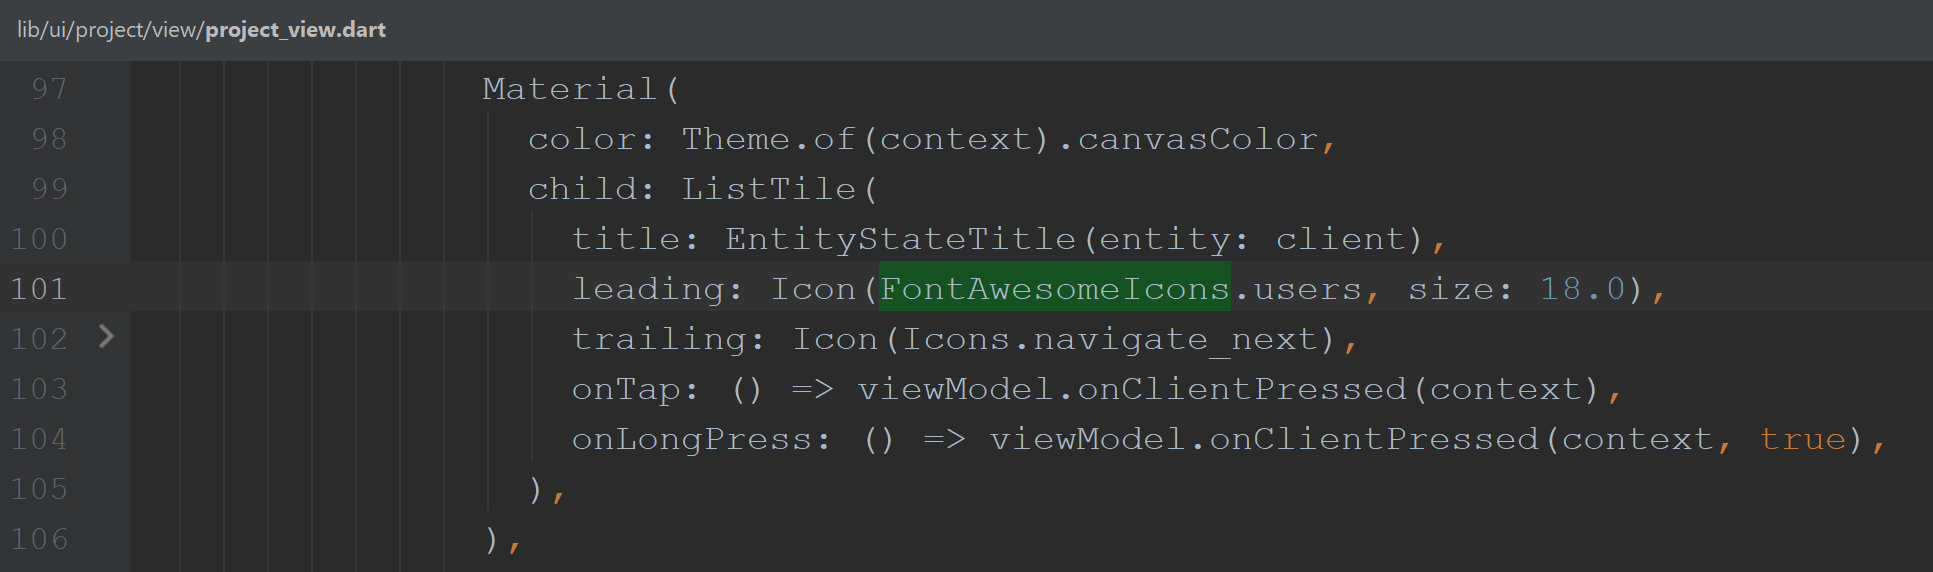 lib/ui/project/view/project_view.dart
97 Material(
98 color: Theme.of(context).canvasColor,
99 child: ListTile(
100 title: EntityStateTitle(entity: client),
101 leading: Icon(FontAwesomeIcons.users, size: 18.0),
102 trailing: Icon(Icons.navigate_next),
103 onTap: () => viewModel.onClientPressed(context),
104 onLongPress: () => viewModel.onClientPressed(context, true),
105 ),
106 ),